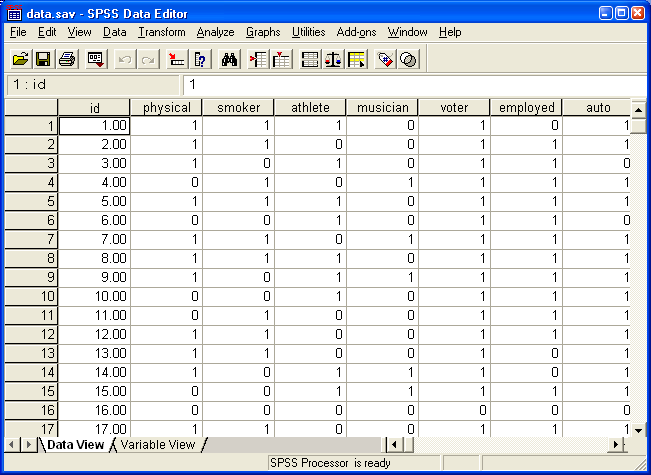 data.sav - SPSS Data Editor
File Edit View Data Transform Analyze Graphs Utilities Add-ons Window Help
1 : id 1
id physical smoker athlete musician voter employed auto
1 1.00 1 1 1 0 1 0 1
2 2.00 1 1 0 0 1 1 1
3 3.00 1 0 1 0 1 1 0
4 4.00 0 1 0 1 1 1 1
5 5.00 1 1 1 0 1 1 1
6 6.00 0 0 1 0 1 1 0
7 7.00 1 1 0 1 1 1 1
8 8.00 1 1 1 0 1 1 1
9 9.00 1 0 1 1 1 1 1
10 10.00 0 0 1 0 1 1 1
11 11.00 0 1 0 0 1 1 1
12 12.00 1 1 0 0 1 1 1
13 13.00 1 1 0 0 1 0 1
14 14.00 1 0 1 1 1 0 1
15 15.00 0 0 1 1 1 1 1
16 16.00 0 0 0 0 0 0 0
17 17.00 1 1 0 0 1 1 1
Data View Variable View
SPSS Processor is ready